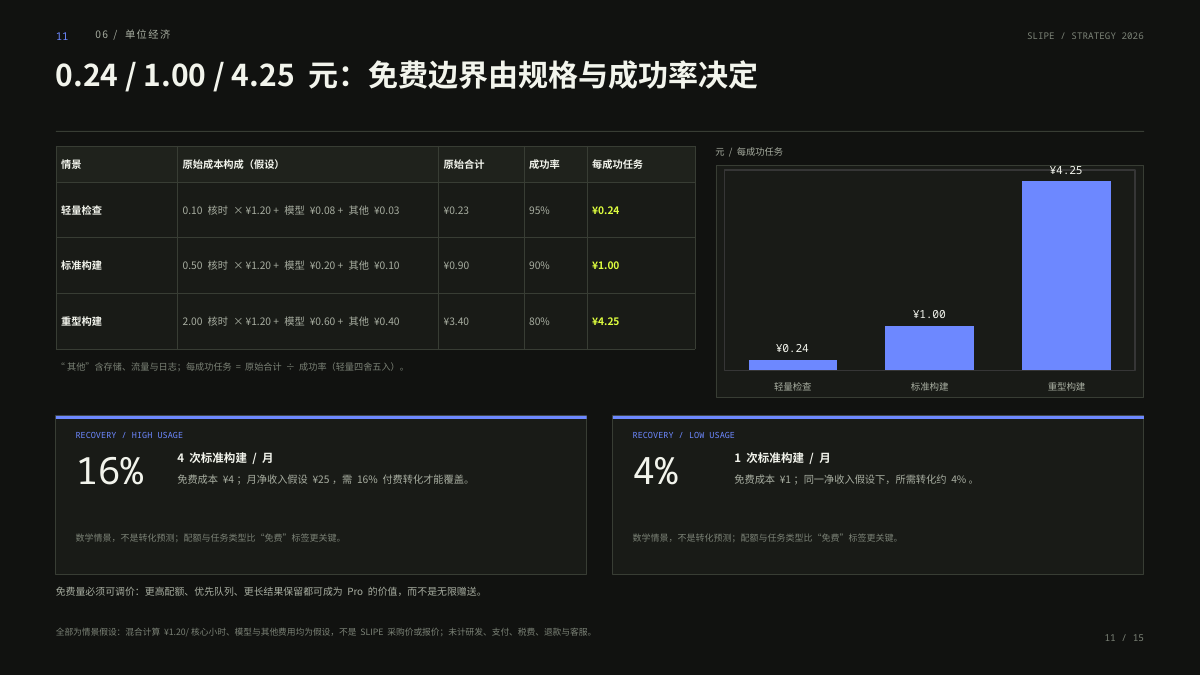 11 06 / 单位经济
SLIPE / STRATEGY 2026
0.24 / 1.00 / 4.25 元：免费边界由规格与成功率决定
情景 原始成本构成（假设） 原始合计 成功率 每成功任务
轻量检查 0.10 核时 ×¥1.20 + 模型 ¥0.08 + 其他 ¥0.03 ¥0.23 95% ¥0.24
标准构建 0.50 核时 ×¥1.20 + 模型 ¥0.20 + 其他 ¥0.10 ¥0.90 90% ¥1.00
重型构建 2.00 核时 ×¥1.20 + 模型 ¥0.60 + 其他 ¥0.40 ¥3.40 80% ¥4.25
“其他”含存储、流量与日志；每成功任务 = 原始合计 ÷ 成功率（轻量四舍五入）。
元 / 每成功任务
¥4.25
¥1.00
¥0.24
轻量检查 标准构建 重型构建
RECOVERY / HIGH USAGE
16%
4 次标准构建 / 月
免费成本 ¥4；月净收入假设 ¥25，需 16% 付费转化才能覆盖。
数学情景，不是转化预测；配额与任务类型比“免费”标签更关键。
RECOVERY / LOW USAGE
4%
1 次标准构建 / 月
免费成本 ¥1；同一净收入假设下，所需转化约 4%。
数学情景，不是转化预测；配额与任务类型比“免费”标签更关键。
免费量必须可调价：更高配额、优先队列、更长结果保留都可成为 Pro 的价值，而不是无限赠送。
全部为情景假设：混合计算 ¥1.20/核心小时、模型与其他费用均为假设，不是 SLIPE 采购价或报价；未计研发、支付、税费、退款与客服。
11 / 15